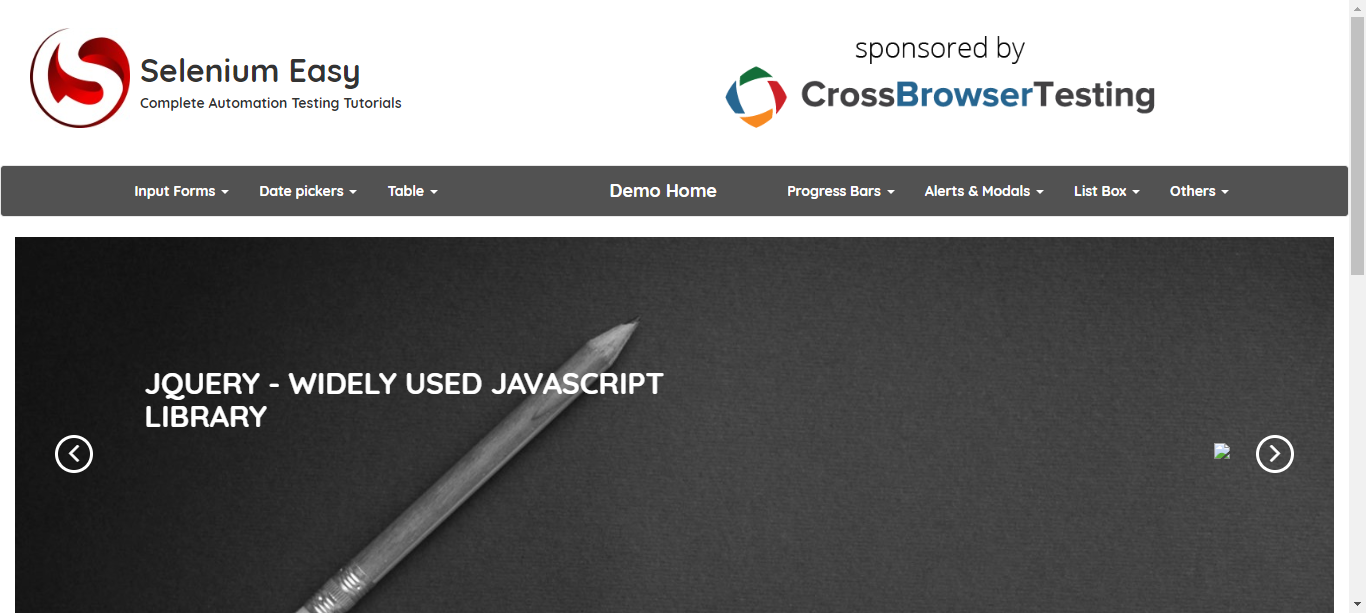 Selenium Easy
Complete Automation Testing Tutorials
sponsored by
CrossBrowserTesting
Input Forms Date pickers Table Demo Home Progress Bars Alerts & Modals List Box Others
JQUERY - WIDELY USED JAVASCRIPT
LIBRARY